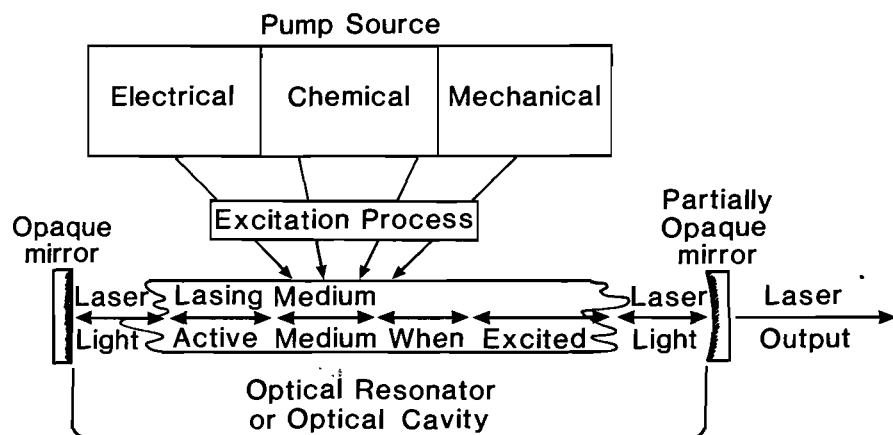 Pump Source
Electrical
Chemical
Mechanical
Excitation Process
Opaque
mirror
Partially
Opaque
mirror
Laser
Lasing Medium
Laser
Laser
Light
Active Medium When Excited
Light
Output
Optical Resonator
or Optical Cavity